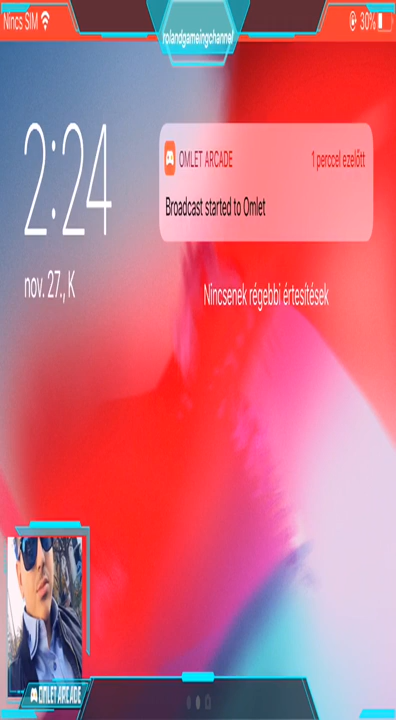 Nincs SIM
rolandgameingchannel
30%
2:24
nov. 27., K
OMLET ARCADE
1 perccel ezelőtt
Broadcast started to Omlet
Nincsenek régebbi értesítések
OMLET ARCADE